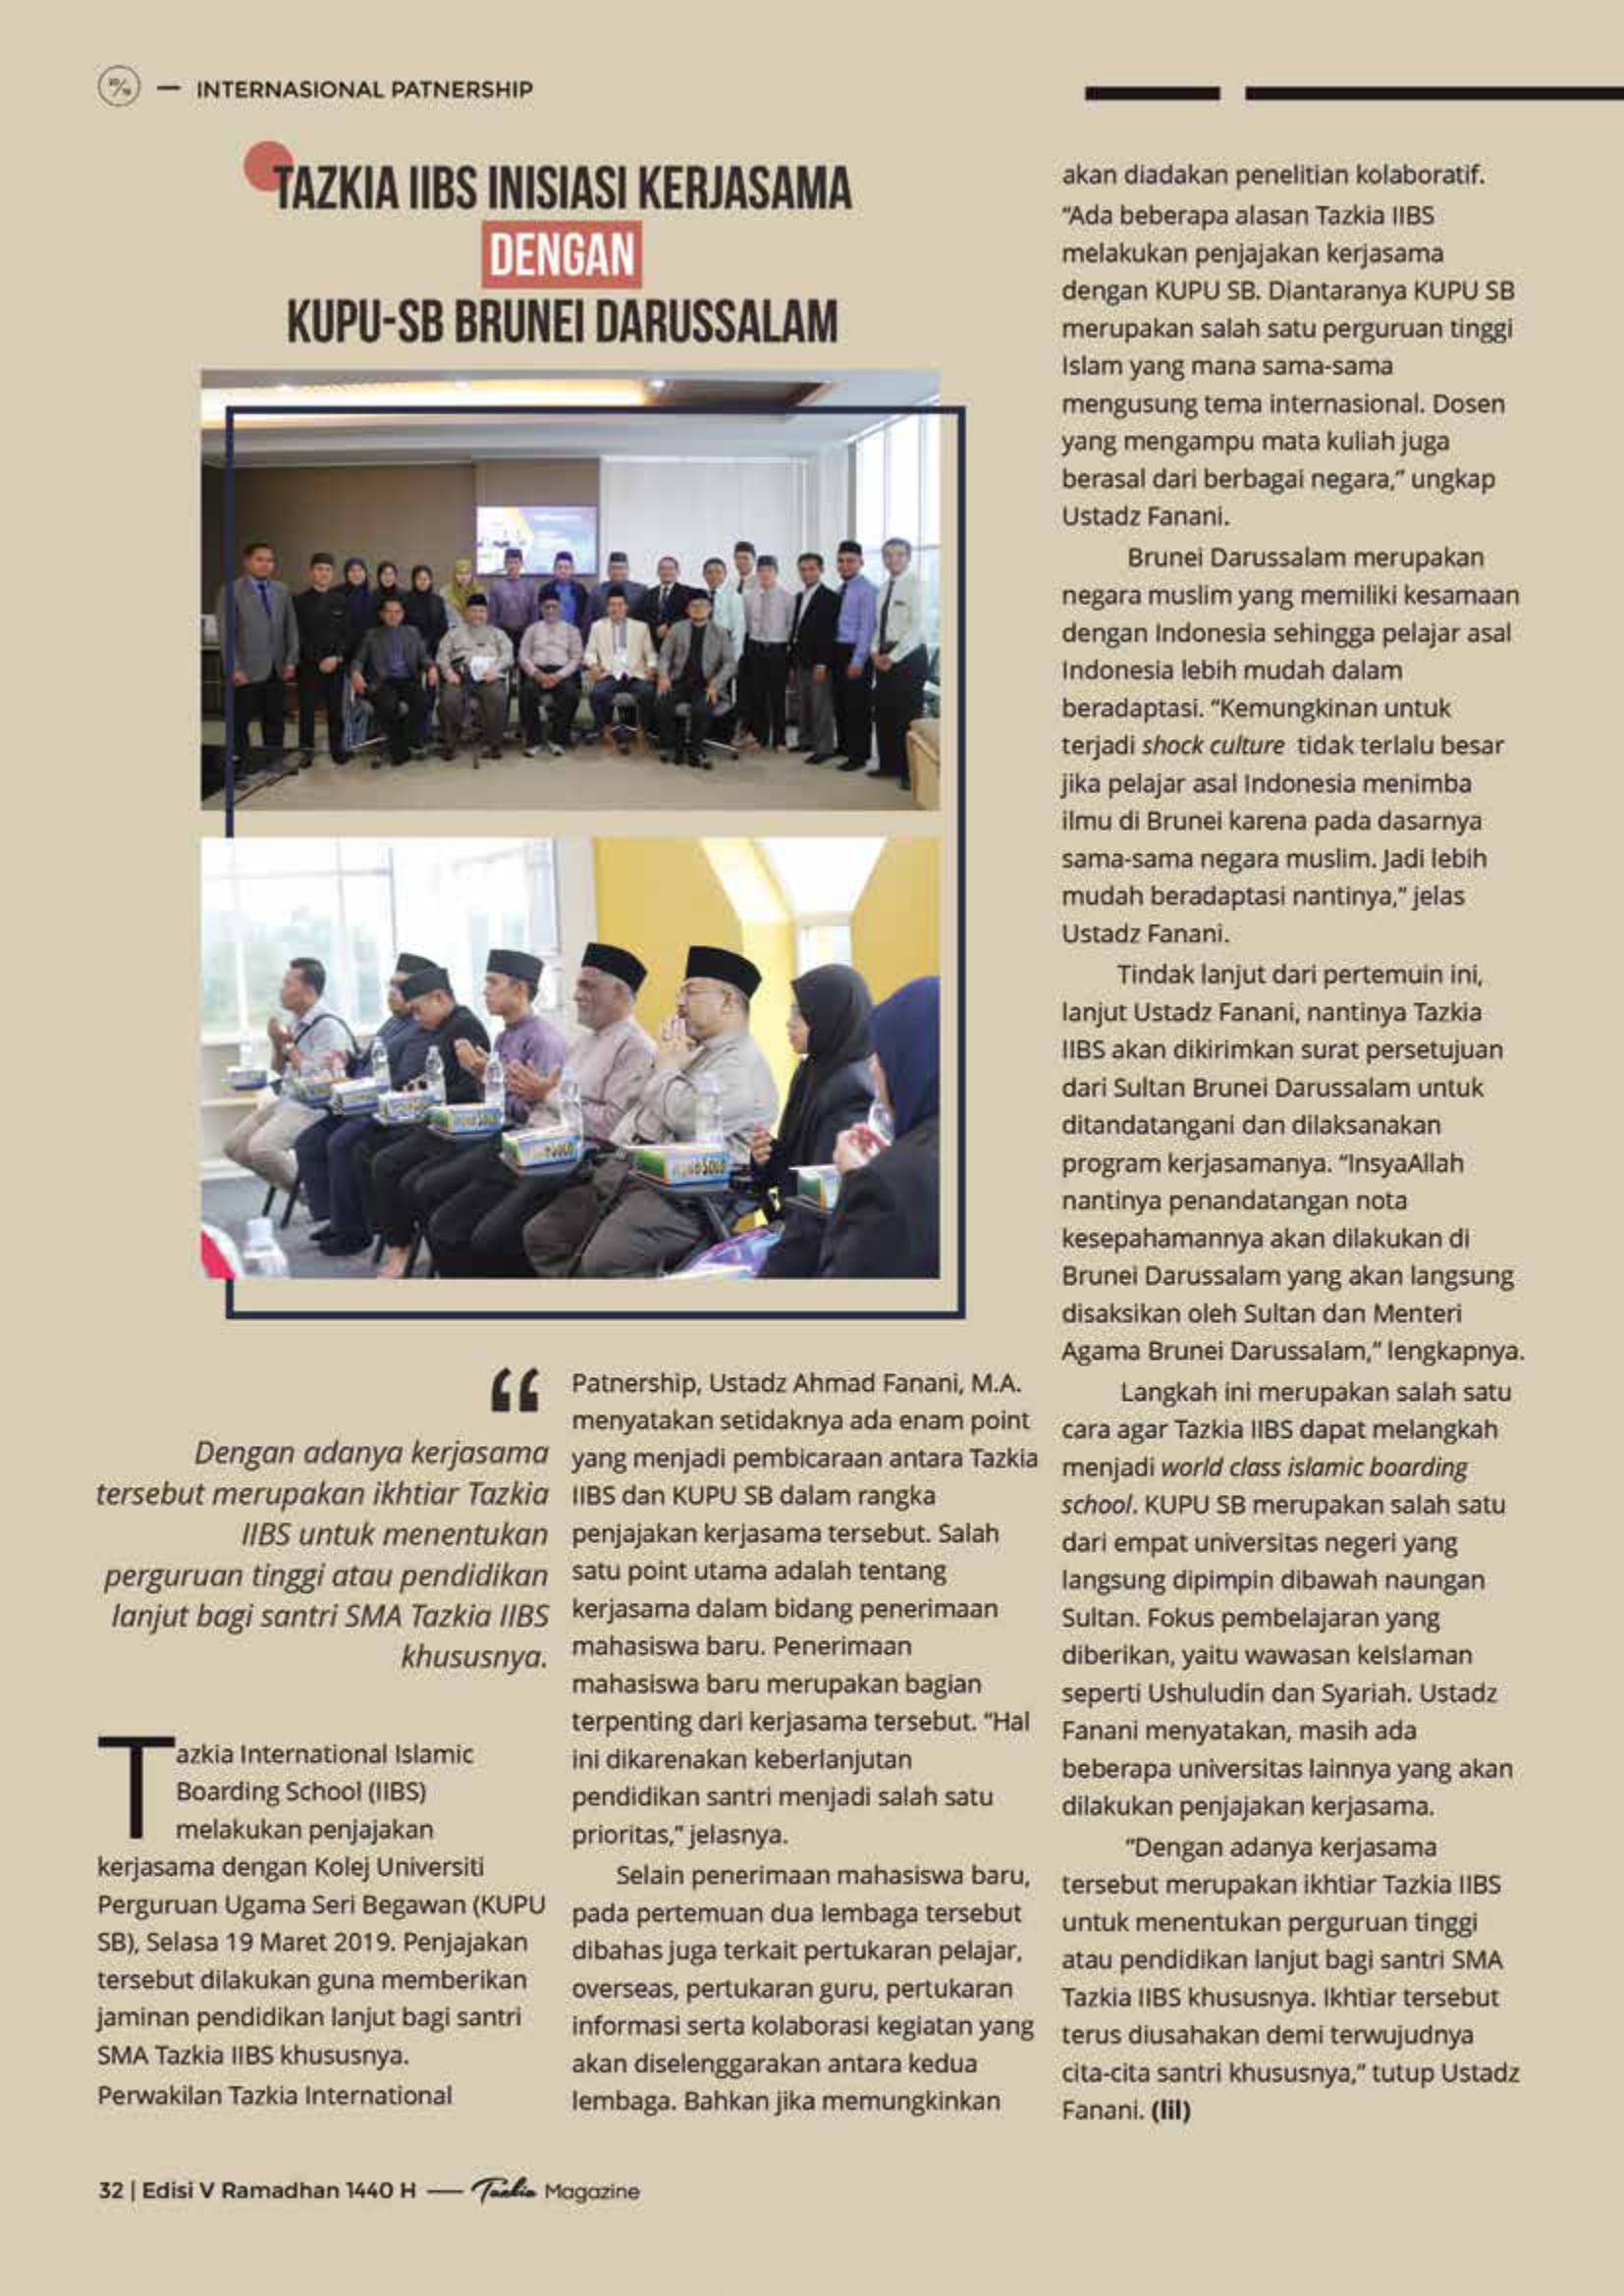 INTERNASIONAL PATNERSHIP
TAZKIA IIBS INISIASI KERJASAMA
DENGAN
KUPU-SB BRUNEI DARUSSALAM
“
Dengan adanya kerjasama
tersebut merupakan ikhtiar Tazkia
IIBS untuk menentukan
perguruan tinggi atau pendidikan
lanjut bagi santri SMA Tazkia IIBS
khususnya.
Tazkia International Islamic
Boarding School (IIBS)
melakukan penjajakan
kerjasama dengan Kolej Universiti
Perguruan Ugama Seri Begawan (KUPU
SB), Selasa 19 Maret 2019. Penjajakan
tersebut dilakukan guna memberikan
jaminan pendidikan lanjut bagi santri
SMA Tazkia IIBS khususnya.
Perwakilan Tazkia International
Patnership, Ustadz Ahmad Fanani, M.A.
menyatakan setidaknya ada enam point
yang menjadi pembicaraan antara Tazkia
IIBS dan KUPU SB dalam rangka
penjajakan kerjasama tersebut. Salah
satu point utama adalah tentang
kerjasama dalam bidang penerimaan
mahasiswa baru. Penerimaan
mahasiswa baru merupakan bagian
terpenting dari kerjasama tersebut. “Hal
ini dikarenakan keberlanjutan
pendidikan santri menjadi salah satu
prioritas,” jelasnya.
Selain penerimaan mahasiswa baru,
pada pertemuan dua lembaga tersebut
dibahas juga terkait pertukaran pelajar,
overseas, pertukaran guru, pertukaran
informasi serta kolaborasi kegiatan yang
akan diselenggarakan antara kedua
lembaga. Bahkan jika memungkinkan
akan diadakan penelitian kolaboratif.
“Ada beberapa alasan Tazkia IIBS
melakukan penjajakan kerjasama
dengan KUPU SB. Diantaranya KUPU SB
merupakan salah satu perguruan tinggi
Islam yang mana sama-sama
mengusung tema internasional. Dosen
yang mengampu mata kuliah juga
berasal dari berbagai negara,” ungkap
Ustadz Fanani.
Brunei Darussalam merupakan
negara muslim yang memiliki kesamaan
dengan Indonesia sehingga pelajar asal
Indonesia lebih mudah dalam
beradaptasi. “Kemungkinan untuk
terjadi shock culture tidak terlalu besar
jika pelajar asal Indonesia menimba
ilmu di Brunei karena pada dasarnya
sama-sama negara muslim. Jadi lebih
mudah beradaptasi nantinya,” jelas
Ustadz Fanani.
Tindak lanjut dari pertemuin ini,
lanjut Ustadz Fanani, nantinya Tazkia
IIBS akan dikirimkan surat persetujuan
dari Sultan Brunei Darussalam untuk
ditandatangani dan dilaksanakan
program kerjasamanya. “InsyaAllah
nantinya penandatangan nota
kesepahamannya akan dilakukan di
Brunei Darussalam yang akan langsung
disaksikan oleh Sultan dan Menteri
Agama Brunei Darussalam,” lengkapnya.
Langkah ini merupakan salah satu
cara agar Tazkia IIBS dapat melangkah
menjadi world class islamic boarding
school. KUPU SB merupakan salah satu
dari empat universitas negeri yang
langsung dipimpin dibawah naungan
Sultan. Fokus pembelajaran yang
diberikan, yaitu wawasan keIslaman
seperti Ushuludin dan Syariah. Ustadz
Fanani menyatakan, masih ada
beberapa universitas lainnya yang akan
dilakukan penjajakan kerjasama.
“Dengan adanya kerjasama
tersebut merupakan ikhtiar Tazkia IIBS
untuk menentukan perguruan tinggi
atau pendidikan lanjut bagi santri SMA
Tazkia IIBS khususnya. Ikhtiar tersebut
terus diusahakan demi terwujudnya
cita-cita santri khususnya,” tutup Ustadz
Fanani. (lil)
32 | Edisi V Ramadhan 1440 H — Tazkia Magazine